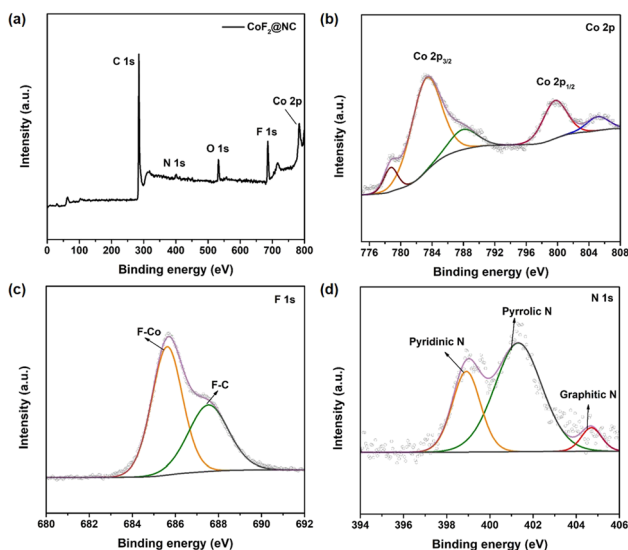 (a)
CoF2@NC
C 1s
Co 2p
F 1s
O 1s
N 1s
Intensity (a.u.)
0 100 200 300 400 500 600 700 800
Binding energy (eV)
(b)
Co 2p
Co 2p3/2
Co 2p1/2
Intensity (a.u.)
776 780 784 788 792 796 800 804 808
Binding energy (eV)
(c)
F 1s
F-Co
F-C
Intensity (a.u.)
680 682 684 686 688 690 692
Binding energy (eV)
(d)
N 1s
Pyrrolic N
Pyridinic N
Graphitic N
Intensity (a.u.)
394 396 398 400 402 404 406
Binding energy (eV)